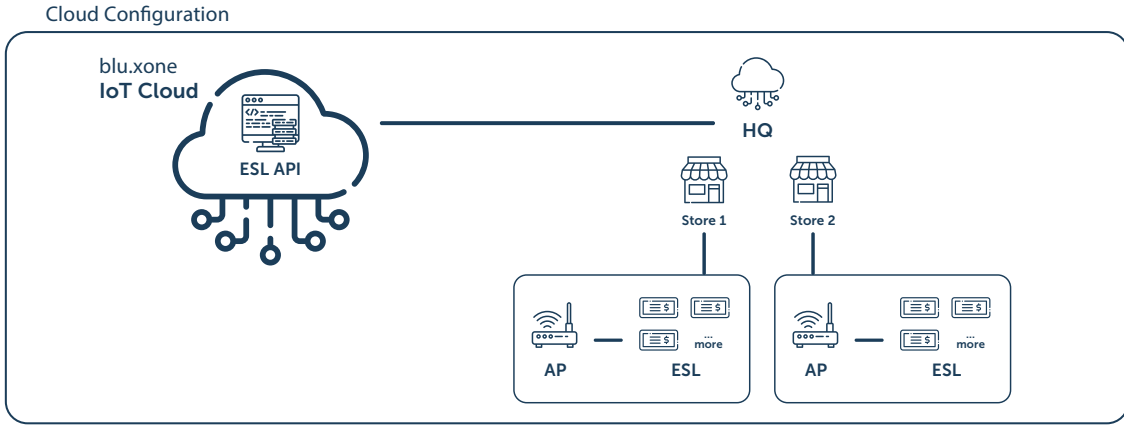 Cloud Configuration
blu.xone
IoT Cloud
</>
ESL API
HQ
Store 1
Store 2
$
$
$
...
more
AP
ESL
$
$
$
...
more
AP
ESL